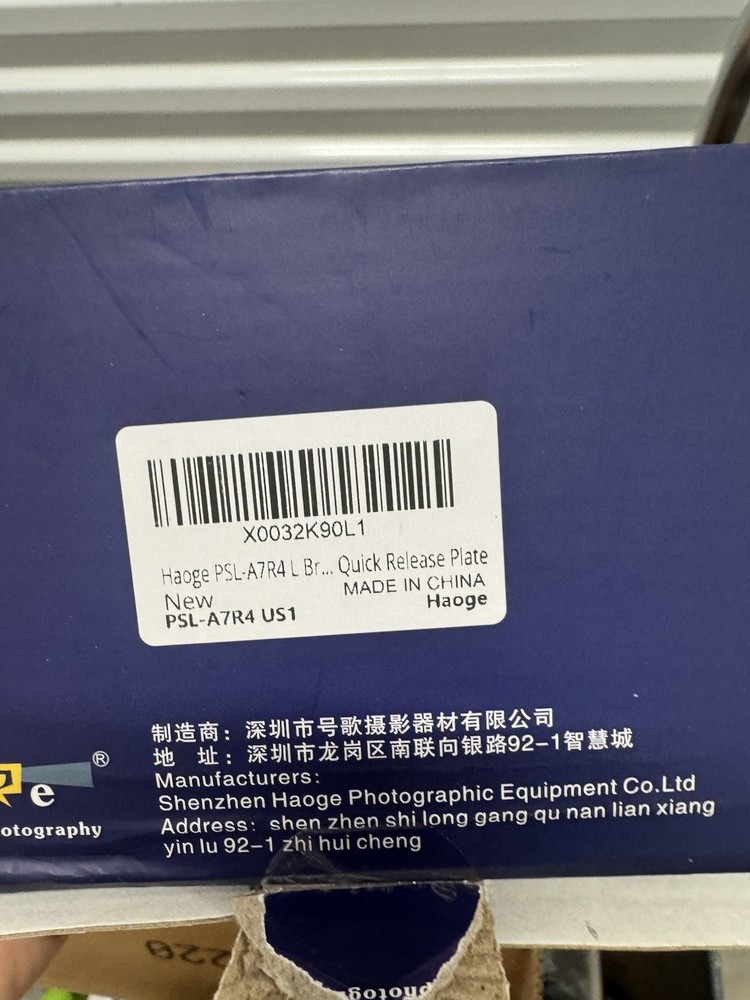 X0032K90L1
Haoge PSL-A7R4 L Br... Quick Release Plate
New
MADE IN CHINA
PSL-A7R4 US1
Haoge
制造商：深圳市号歌摄影器材有限公司
地 址：深圳市龙岗区南联向银路92-1智慧城
Manufacturers:
Shenzhen Haoge Photographic Equipment Co.Ltd
Address: shen zhen shi long gang qu nan lian xiang
yin lu 92-1 zhi hui cheng
®
e
otography
220
photog